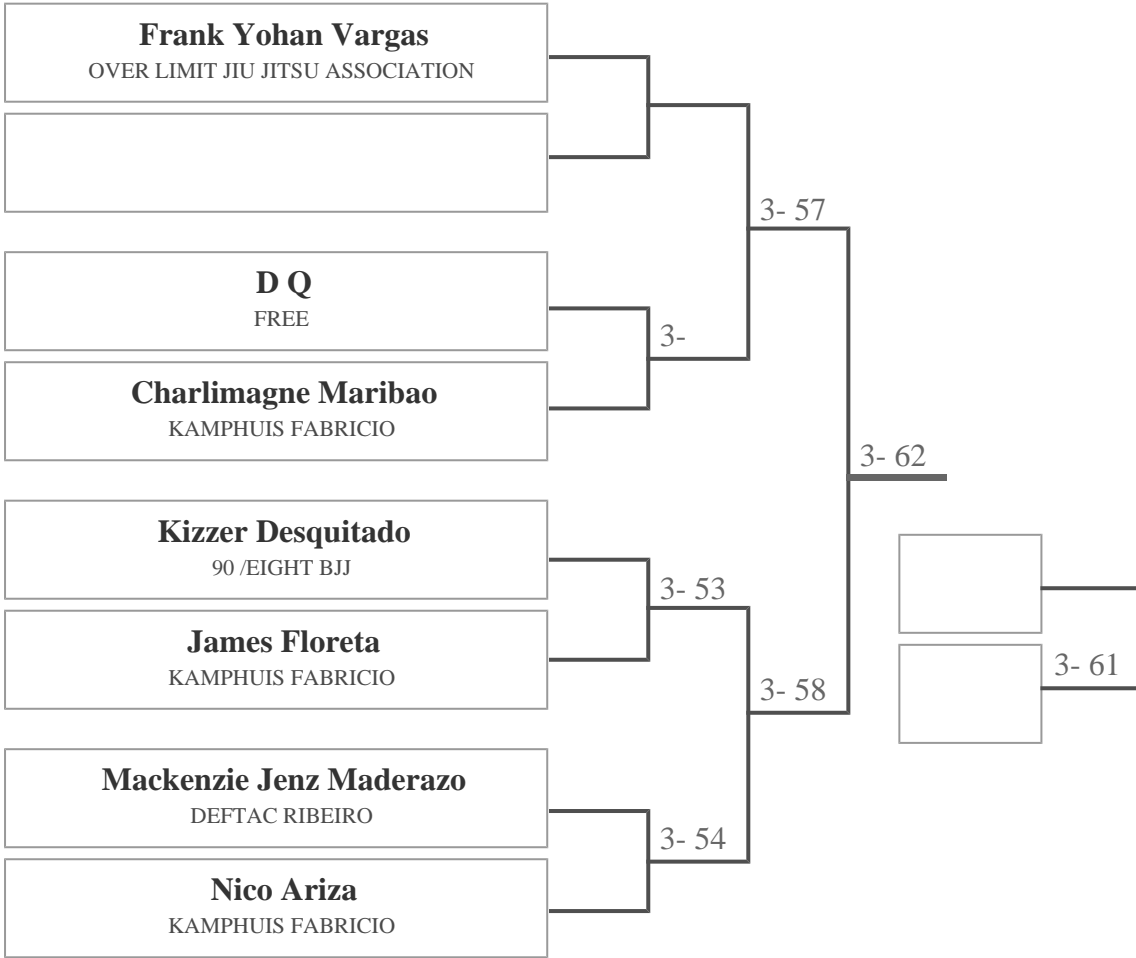 Frank Yohan Vargas
OVER LIMIT JIU JITSU ASSOCIATION
3- 57
D Q
FREE
3-
Charlimagne Maribao
KAMPHUIS FABRICIO
3- 62
Kizzer Desquitado
90 /EIGHT BJJ
3- 53
James Floreta
KAMPHUIS FABRICIO
3- 58
3- 61
Mackenzie Jenz Maderazo
DEFTAC RIBEIRO
3- 54
Nico Ariza
KAMPHUIS FABRICIO